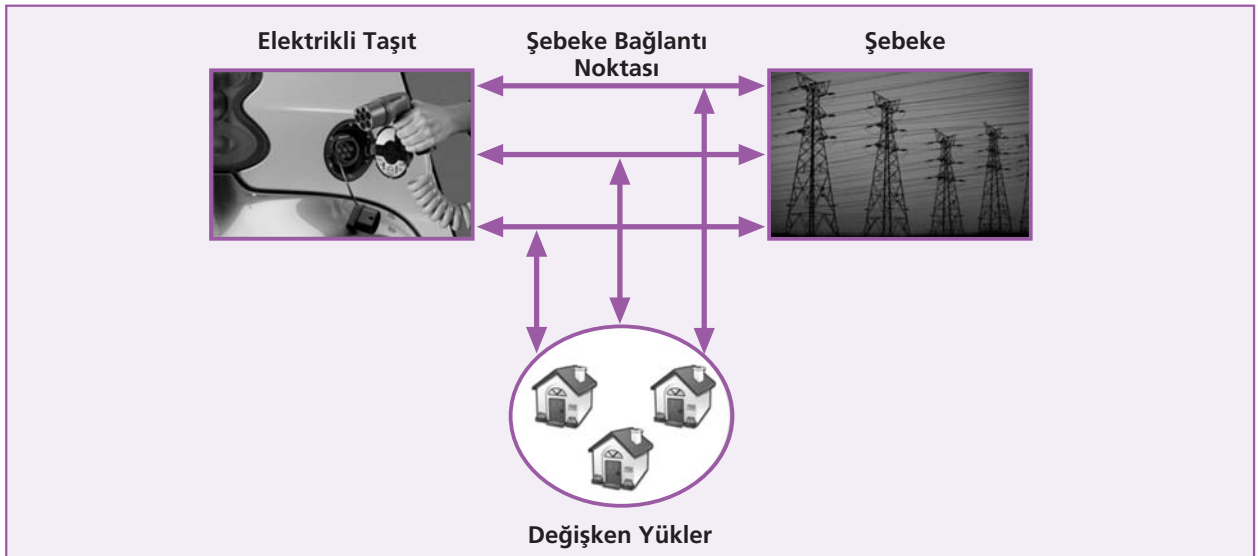 Elektrikli Taşıt
Şebeke Bağlantı
Noktası
Şebeke
Değişken Yükler